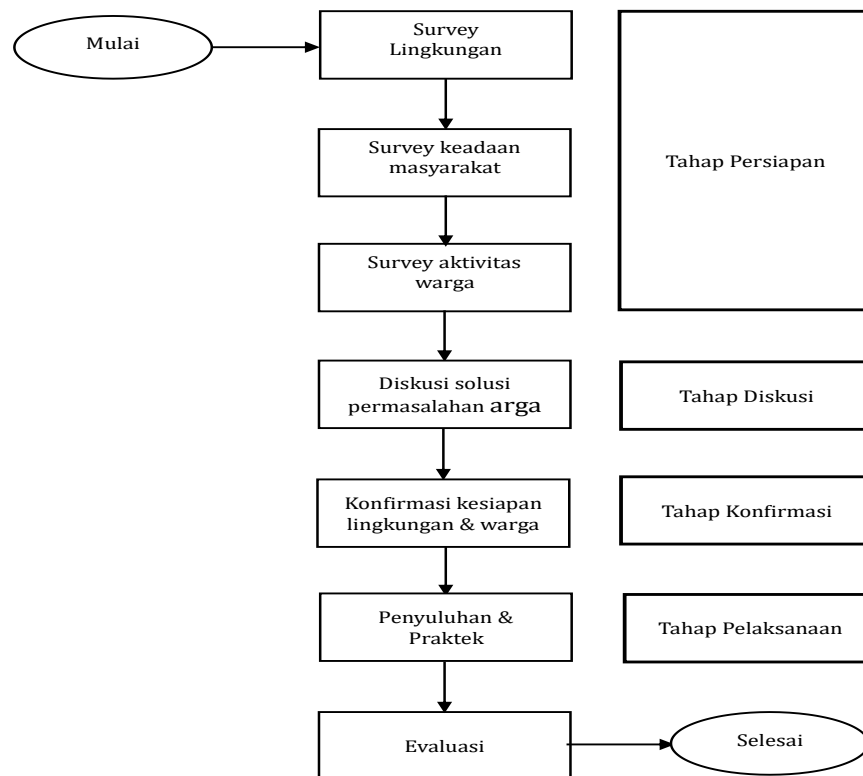 Mulai
Survey
Lingkungan
Survey keadaan
masyarakat
Tahap Persiapan
Survey aktivitas
warga
Diskusi solusi
permasalahan arga
Tahap Diskusi
Konfirmasi kesiapan
lingkungan & warga
Tahap Konfirmasi
Penyuluhan &
Praktek
Tahap Pelaksanaan
Evaluasi
Selesai